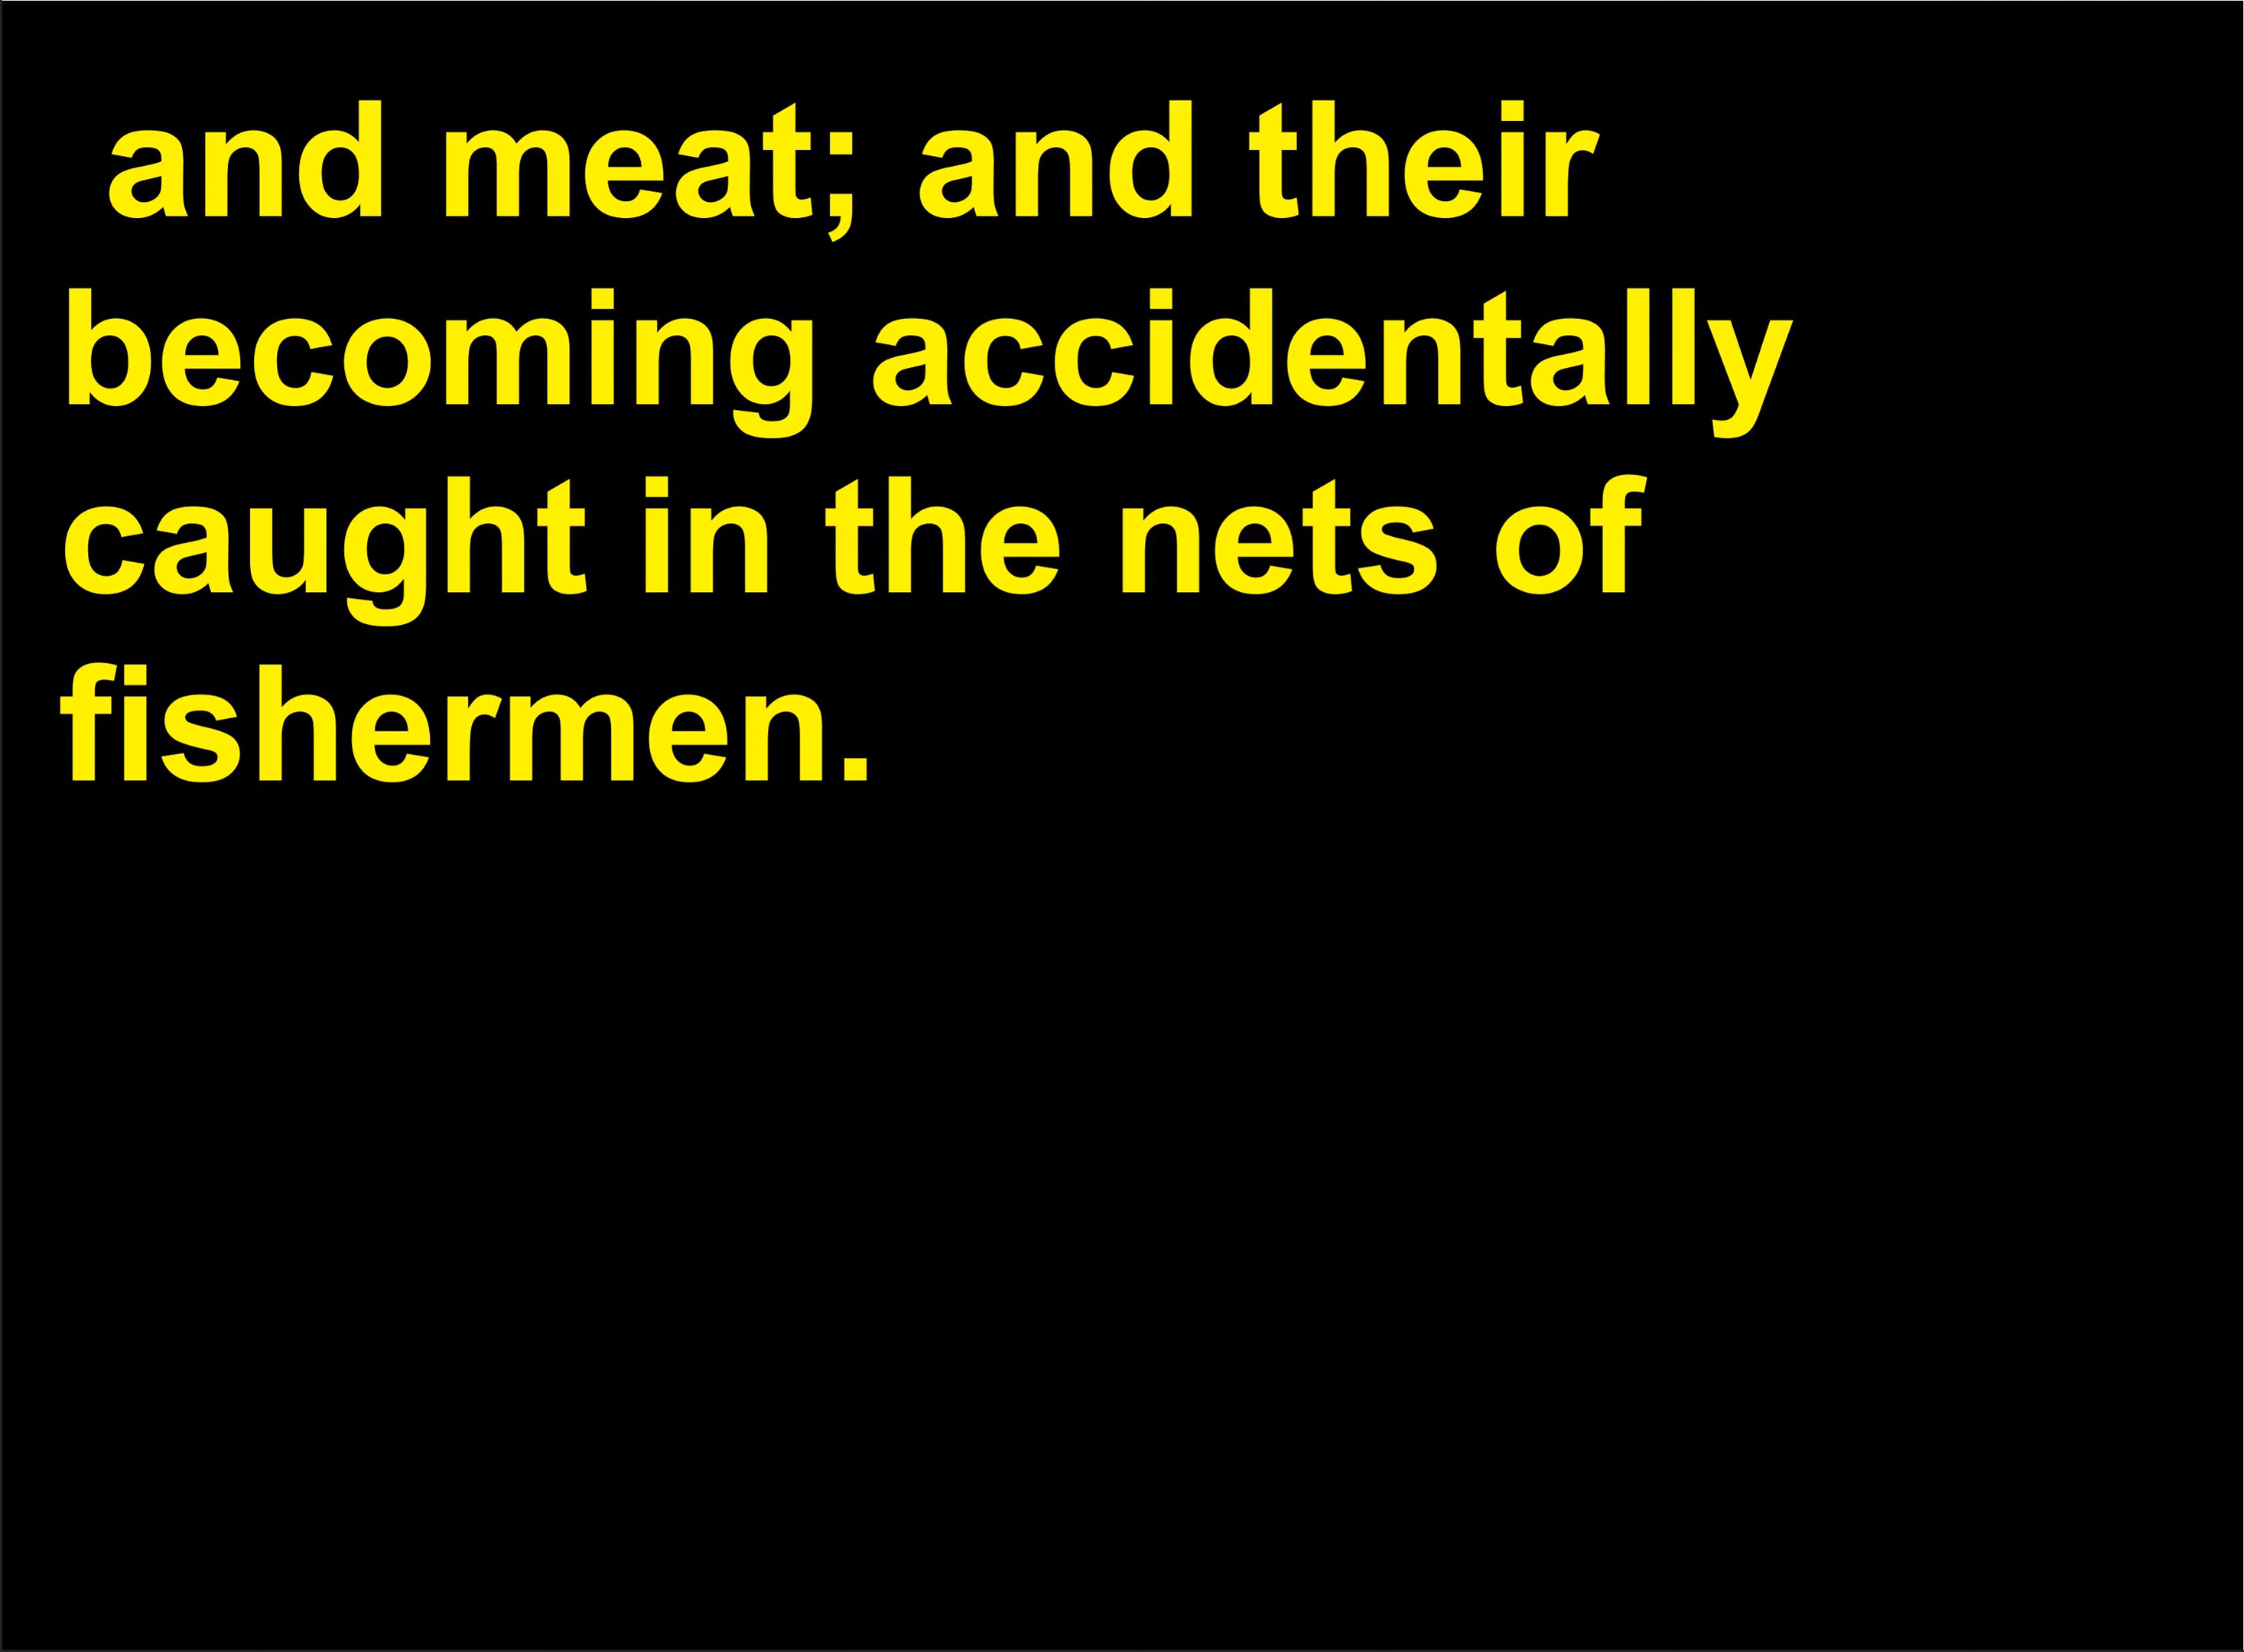 and meat; and their
becoming accidentally
caught in the nets of
fishermen.